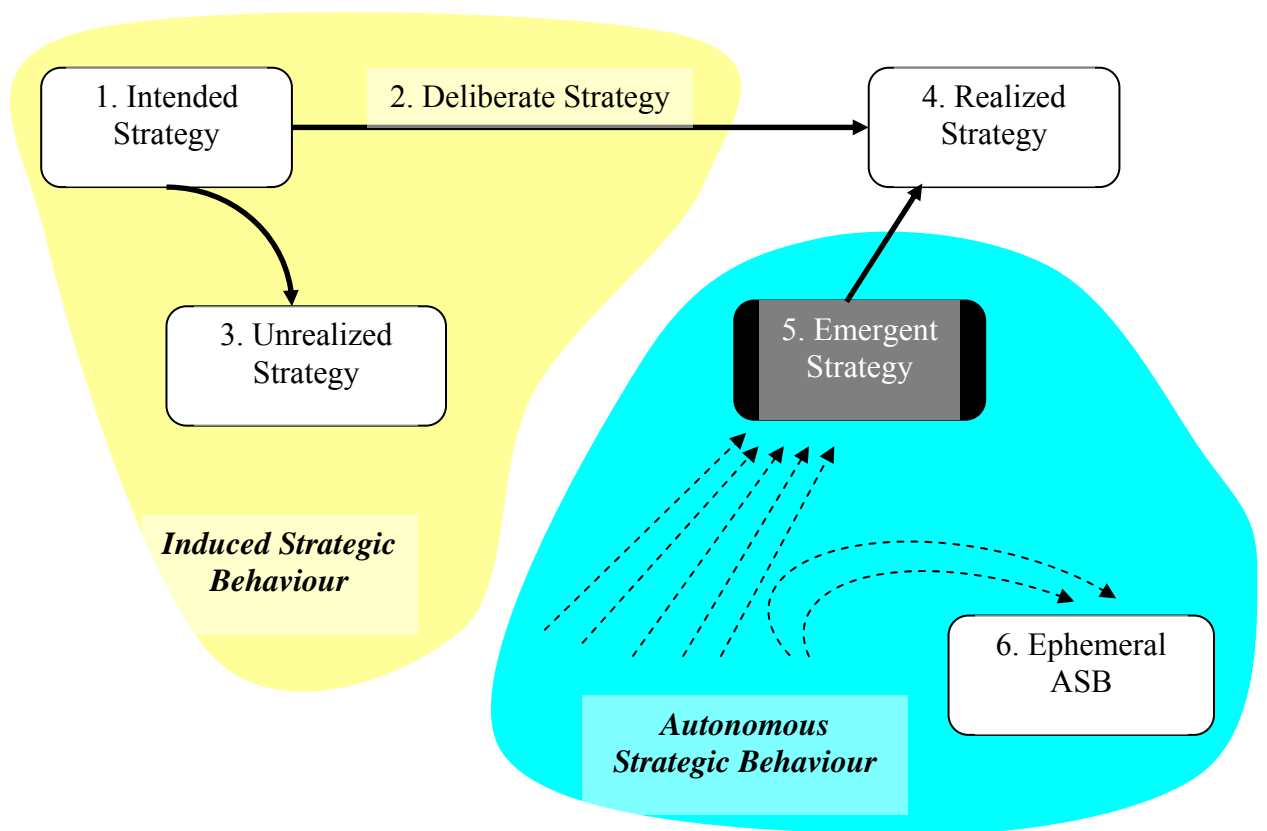 1. Intended
Strategy
2. Deliberate Strategy
4. Realized
Strategy
3. Unrealized
Strategy
5. Emergent
Strategy
Induced Strategic
Behaviour
6. Ephemeral
ASB
Autonomous
Strategic Behaviour